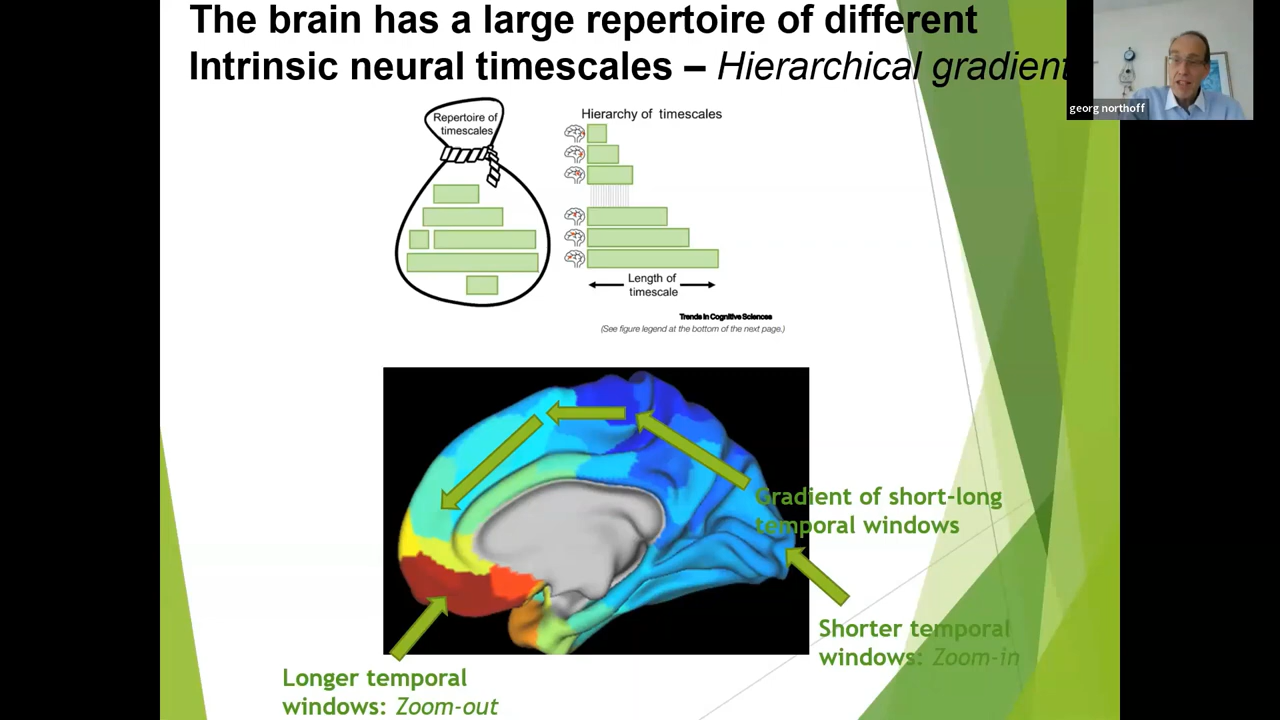 The brain has a large repertoire of different
Intrinsic neural timescales – Hierarchical gradient
georg northoff
Repertoire of
timescales
Hierarchy of timescales
Length of
timescale
Trends in Cognitive Sciences
(See figure legend at the bottom of the next page.)
Gradient of short-long
temporal windows
Shorter temporal
windows: Zoom-in
Longer temporal
windows: Zoom-out